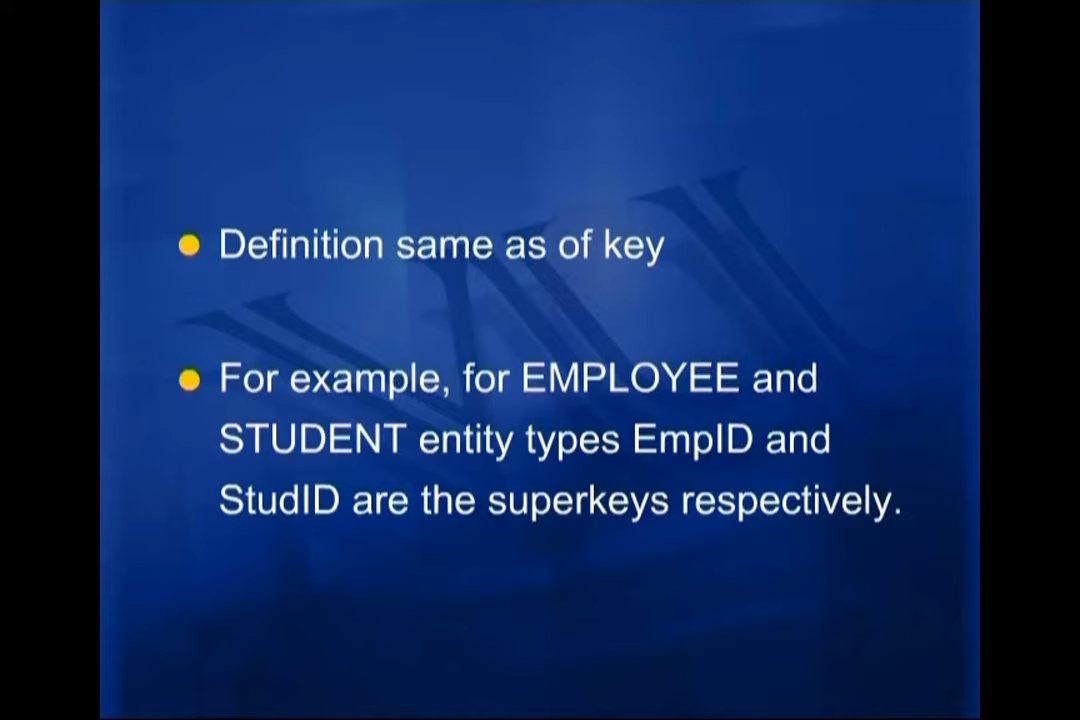 Definition same as of key
For example, for EMPLOYEE and
STUDENT entity types EmpID and
StudID are the superkeys respectively.